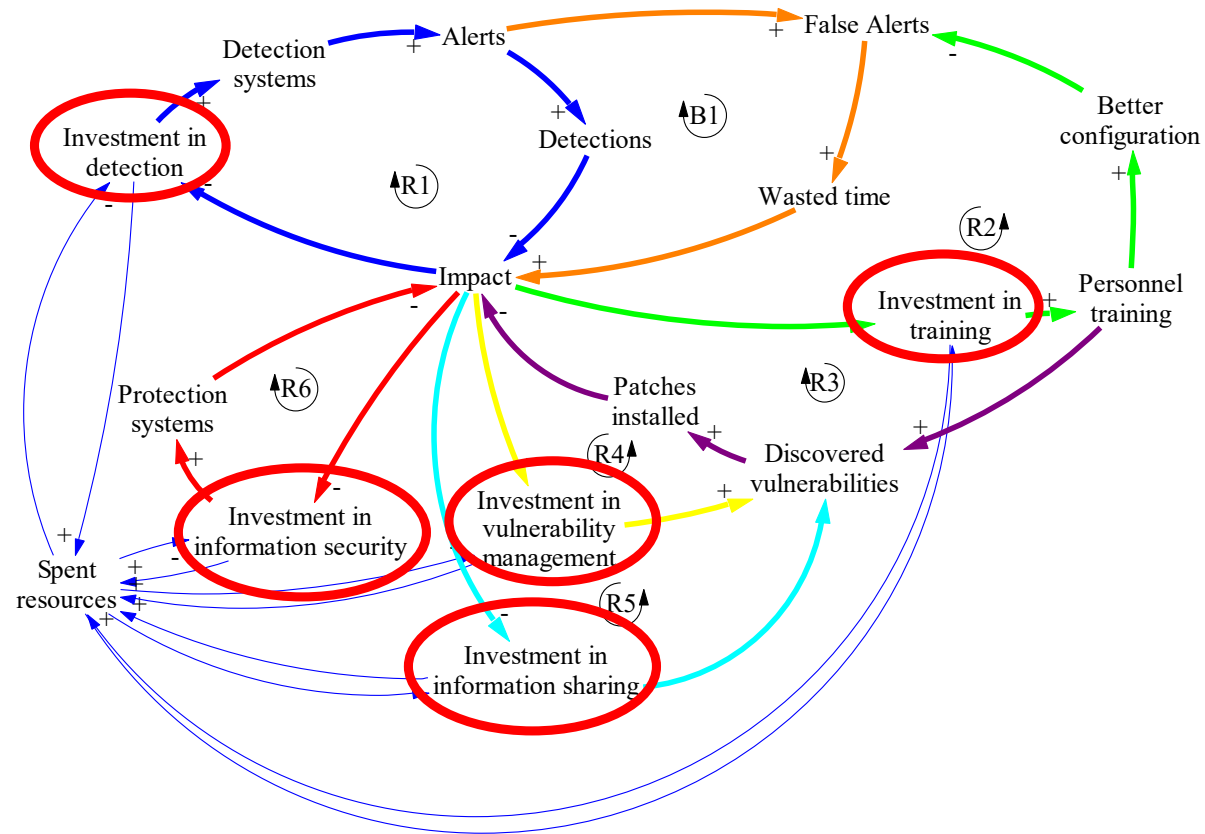 Detection
systems
+
Alerts
+
False Alerts
-
Better
configuration
+
Investment in
detection
-
-
+
Detections
B1
+
+
R1
Wasted time
R2
-
+
Impact
-
-
Investment in
training
+
Personnel
training
Protection
systems
R6
Patches
installed
R3
+
+
+
R4
Discovered
vulnerabilities
-
+
Investment in
information security
-
Investment in
vulnerability
management
+
Spent
resources
+
+
+
+
R5
-
Investment in
information sharing